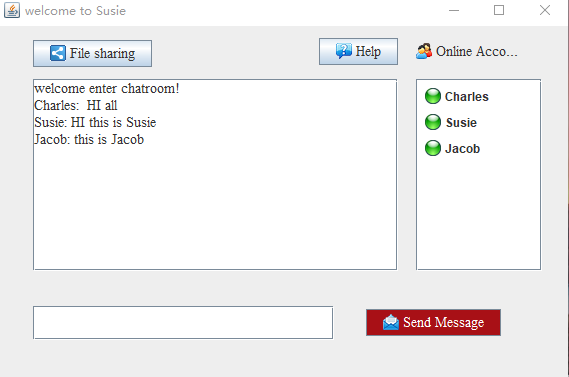 welcome to Susie
File sharing
Help
Online Acco...
welcome enter chatroom!
Charles:  HI all
Susie: HI this is Susie
Jacob: this is Jacob
Charles
Susie
Jacob
Send Message